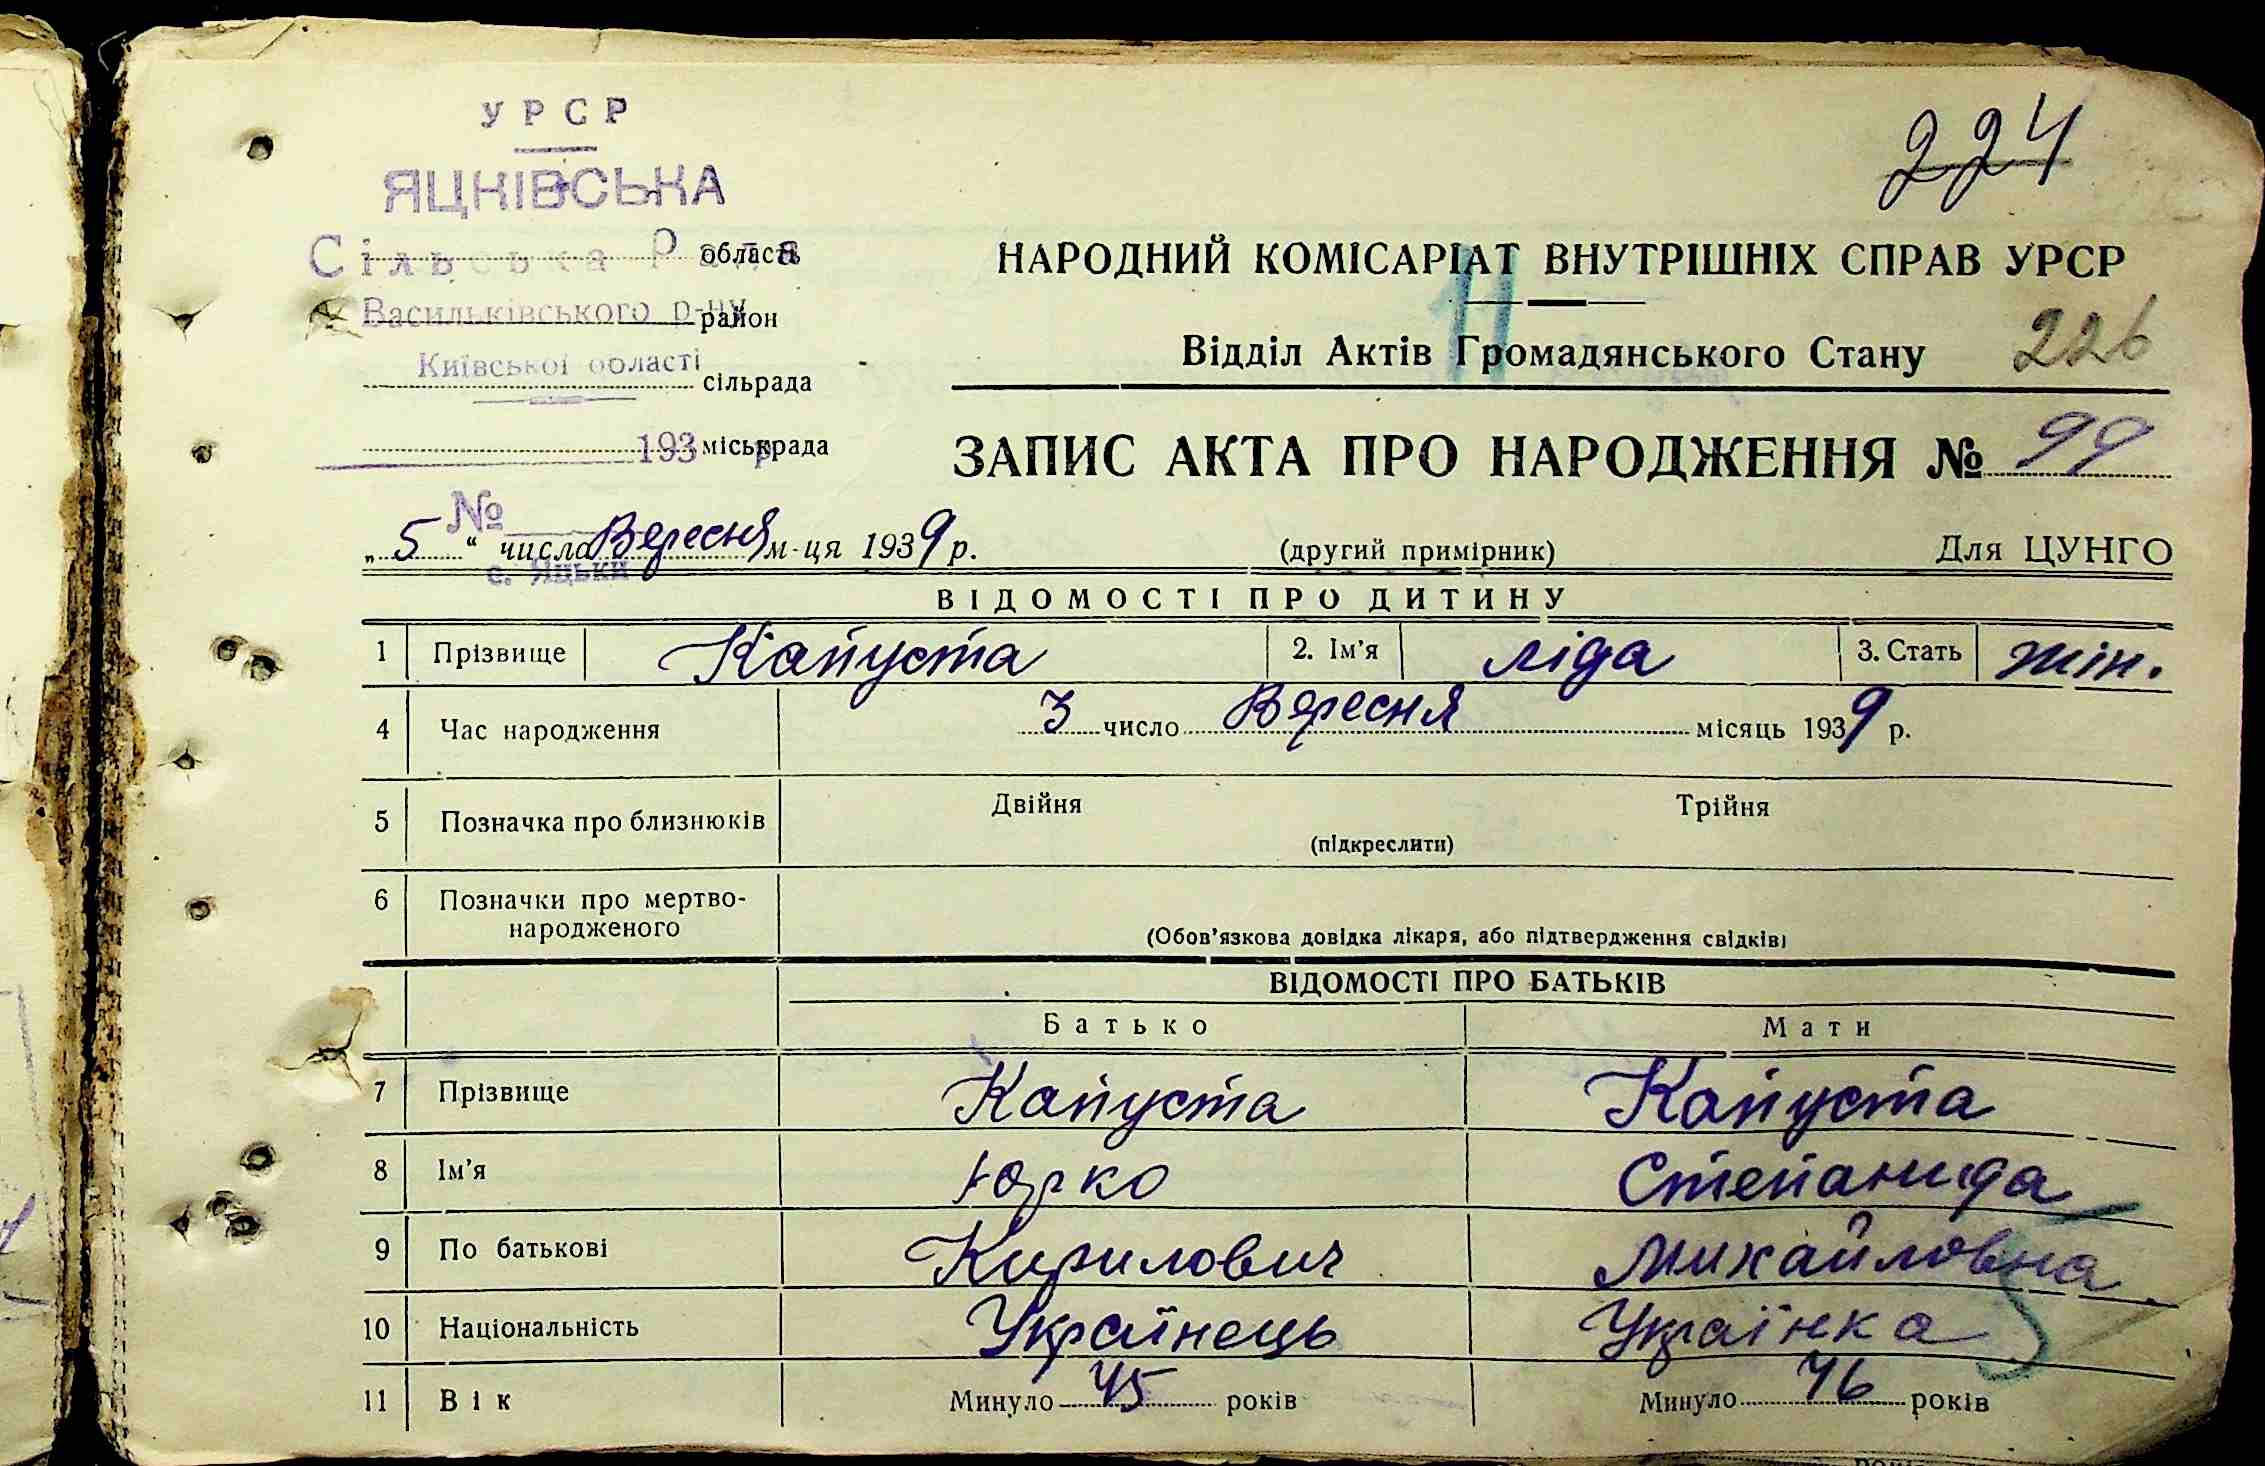 УРСР
224
ЯЦКІВСЬКА
Сільська Рада область
НАРОДНИЙ КОМІСАРІАТ ВНУТРІШНІХ СПРАВ УРСР
11
Васильківського р-ну район
Відділ Актів Громадянського Стану
226
Київської області сільрада
193 р. міськрада
ЗАПИС АКТА ПРО НАРОДЖЕННЯ № 99
№
„5“ числа Вересня м-ця 1939 р. (другий примірник) Для ЦУНГО
с. Яцьки
ВІДОМОСТІ ПРО ДИТИНУ
1 Прізвище Капуста 2. Ім'я Ліда 3. Стать жін.
4 Час народження 3 число Вересня місяць 1939 р.
5 Позначка про близнюків Двійня Трійня
(підкреслити)
6 Позначки про мертво-
народженого (Обов'язкова довідка лікаря, або підтвердження свідків)
ВІДОМОСТІ ПРО БАТЬКІВ
Батько Мати
7 Прізвище Капуста Капуста
8 Ім'я Юрко Степанида
9 По батькові Кирилович Михайловна
10 Національність Українець Українка
11 Вік Минуло 45 років Минуло 46 років